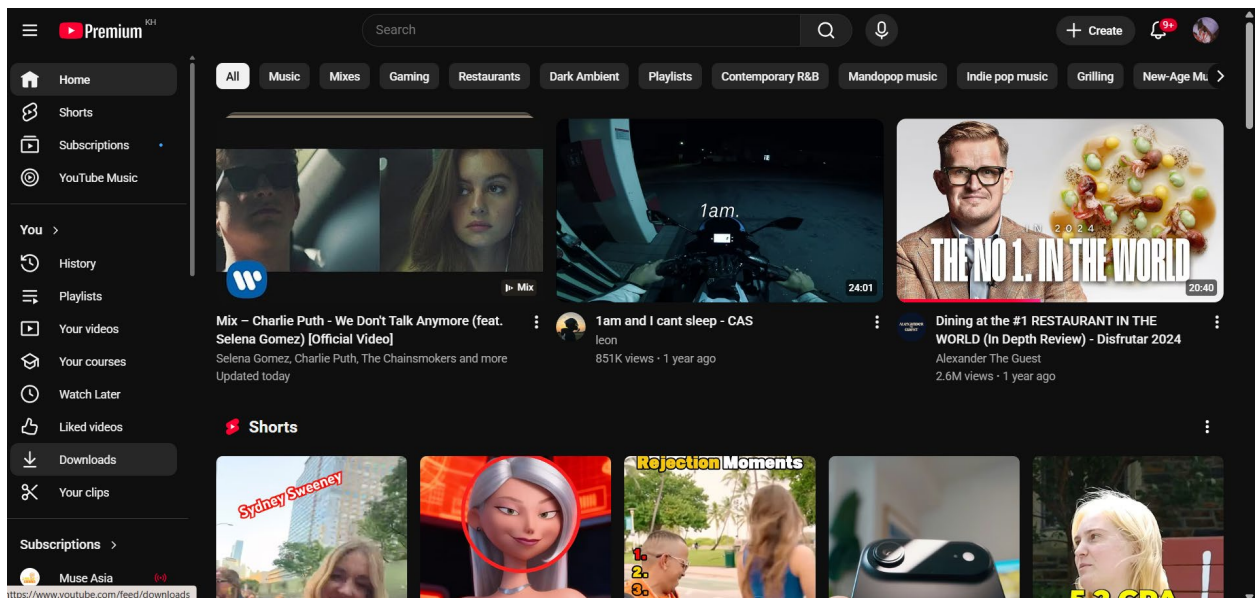 Premium KH
Search
Create
9+
Home
Shorts
Subscriptions
YouTube Music
You
History
Playlists
Your videos
Your courses
Watch Later
Liked videos
Downloads
Your clips
Subscriptions
Muse Asia
https://www.youtube.com/feed/downloads
All Music Mixes Gaming Restaurants Dark Ambient Playlists Contemporary R&B Mandopop music Indie pop music Grilling New-Age Mu
Mix
Mix – Charlie Puth - We Don't Talk Anymore (feat.
Selena Gomez) [Official Video]
Selena Gomez, Charlie Puth, The Chainsmokers and more
Updated today
1am.
24:01
1am and I cant sleep - CAS
leon
851K views • 1 year ago
IN 2024
THE NO 1. IN THE WORLD
20:40
Dining at the #1 RESTAURANT IN THE
WORLD (In Depth Review) - Disfrutar 2024
Alexander The Guest
2.6M views • 1 year ago
Shorts
Sydney Sweeney
Rejection Moments
1.
2.
3.